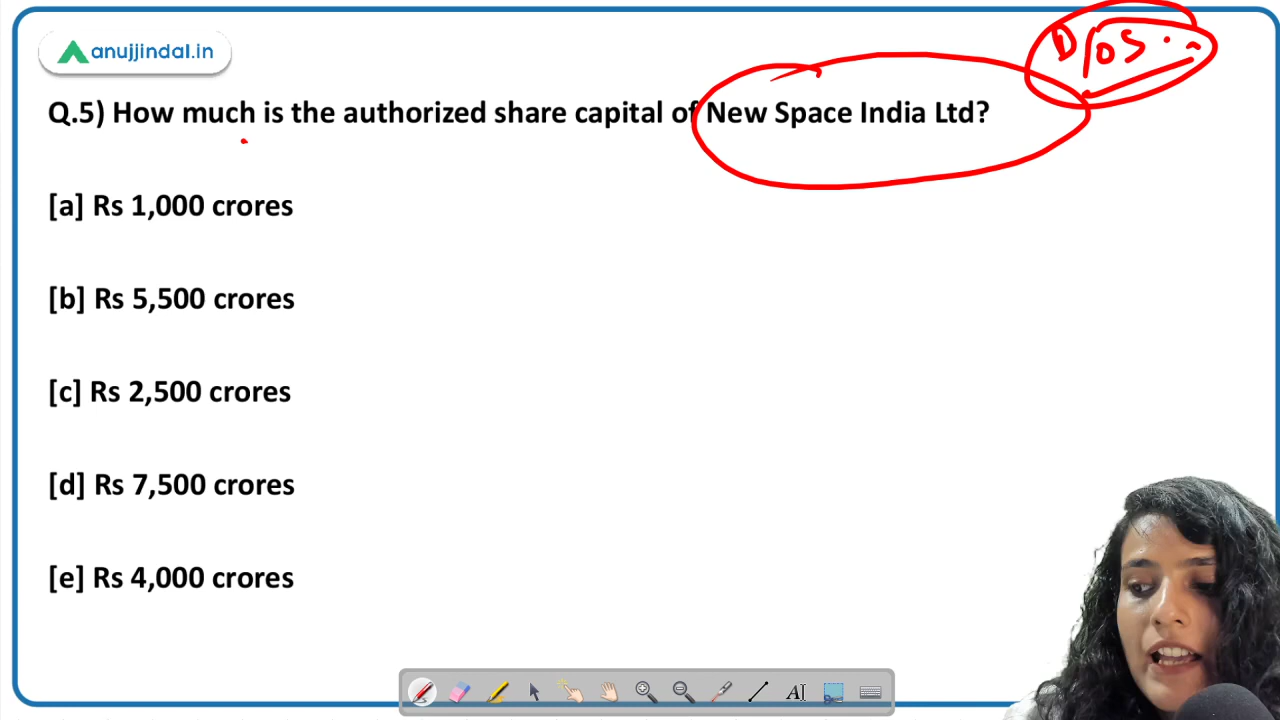 anujjindal.in
D/OS
Q.5) How much is the authorized share capital of New Space India Ltd?
[a] Rs 1,000 crores
[b] Rs 5,500 crores
[c] Rs 2,500 crores
[d] Rs 7,500 crores
[e] Rs 4,000 crores